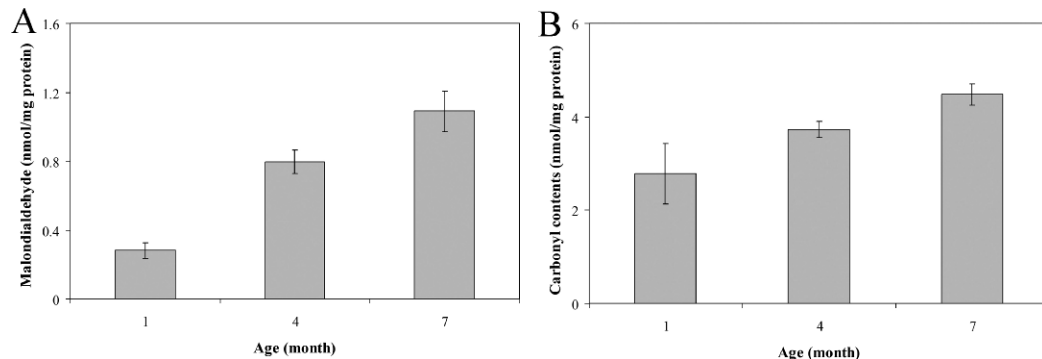 A
Malondialdehyde (nmol/mg protein)
1.6
1.2
0.8
0.4
0
1 4 7
Age (month)
B
Carbonyl contents (nmol/mg protein)
6
4
2
0
1 4 7
Age (month)